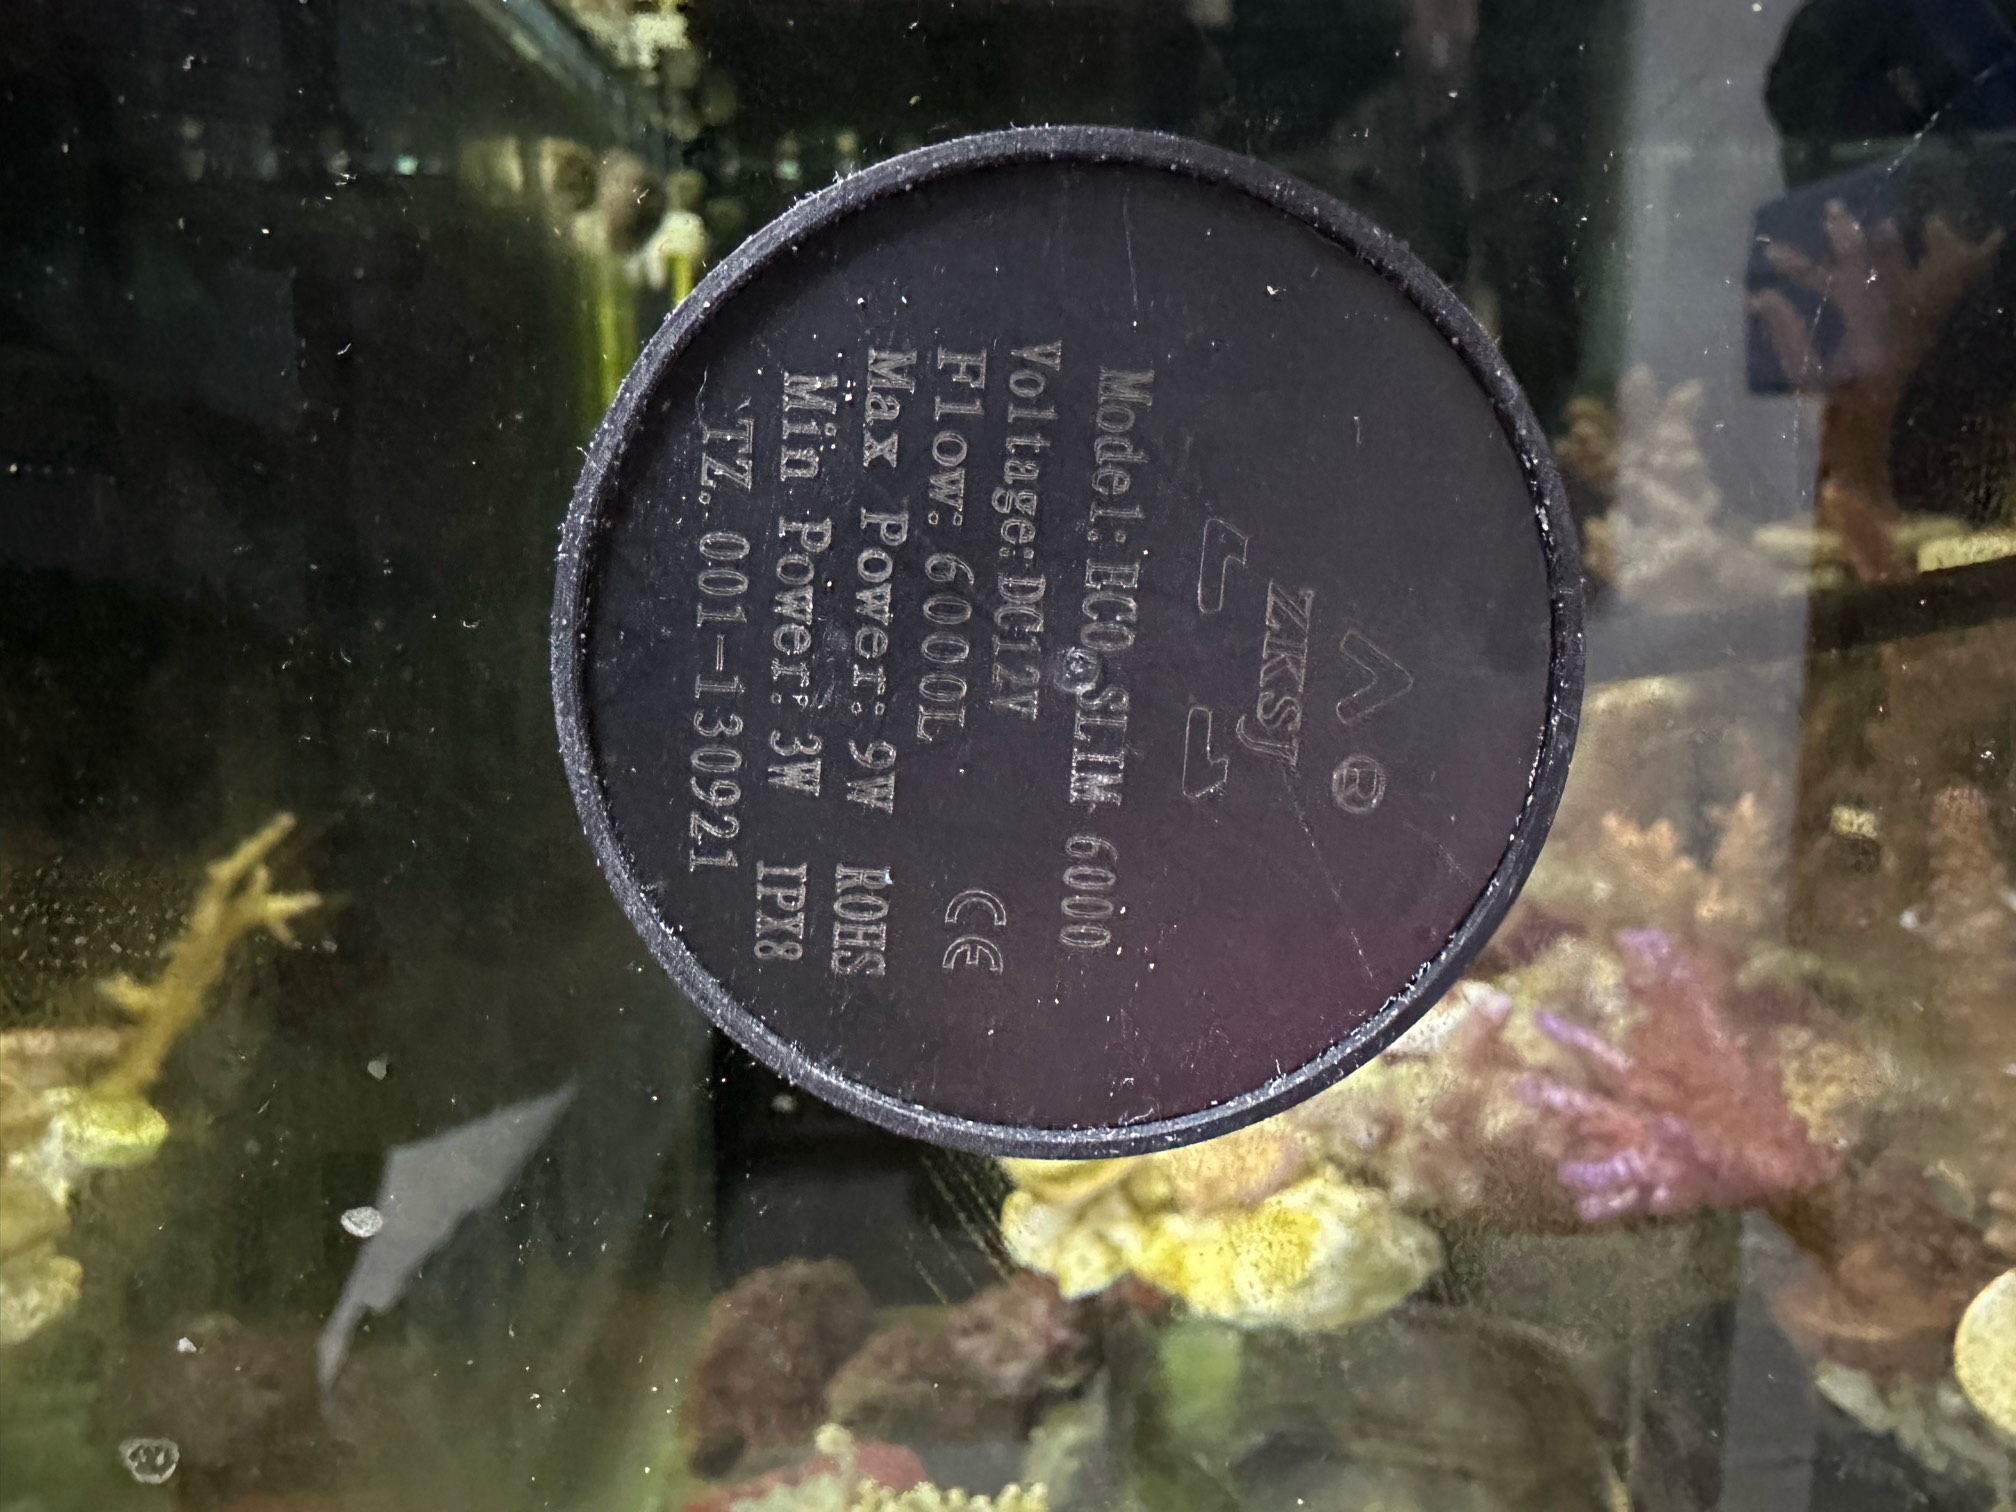 ®
ZKSJ
Model:ECO SLIM 6000
Voltage:DC12V
Flow:6000L CE
Max Power: 9W ROHS
Min Power: 3W IPX8
TZ. 001-130921